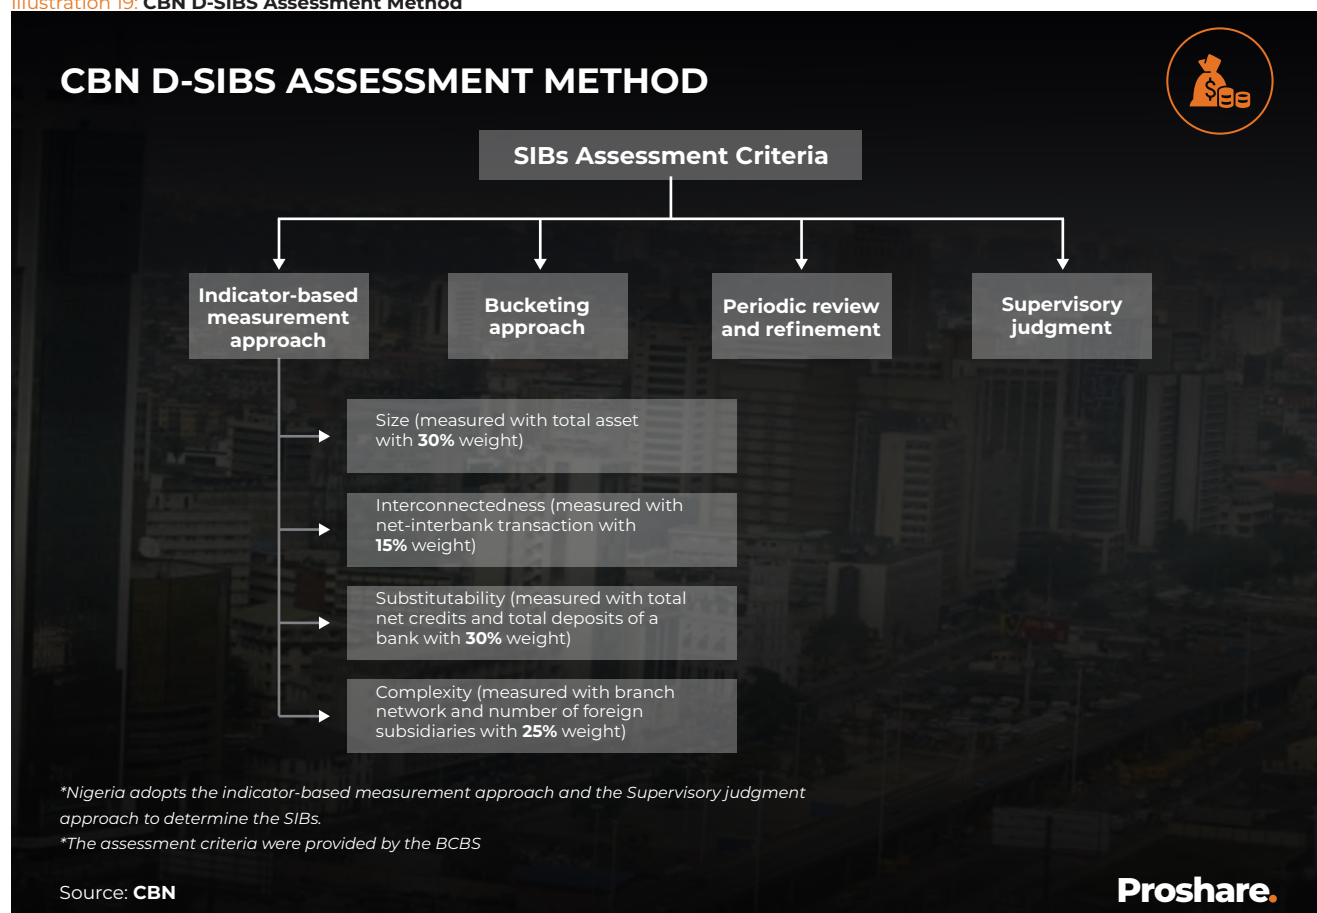 Illustration 19: CBN D-SIBS Assessment Method
CBN D-SIBS ASSESSMENT METHOD
$
SIBs Assessment Criteria
Indicator-based
measurement
approach
Bucketing
approach
Periodic review
and refinement
Supervisory
judgment
Size (measured with total asset
with 30% weight)
Interconnectedness (measured with
net-interbank transaction with
15% weight)
Substitutability (measured with total
net credits and total deposits of a
bank with 30% weight)
Complexity (measured with branch
network and number of foreign
subsidiaries with 25% weight)
*Nigeria adopts the indicator-based measurement approach and the Supervisory judgment
approach to determine the SIBs.
*The assessment criteria were provided by the BCBS
Source: CBN
Proshare.